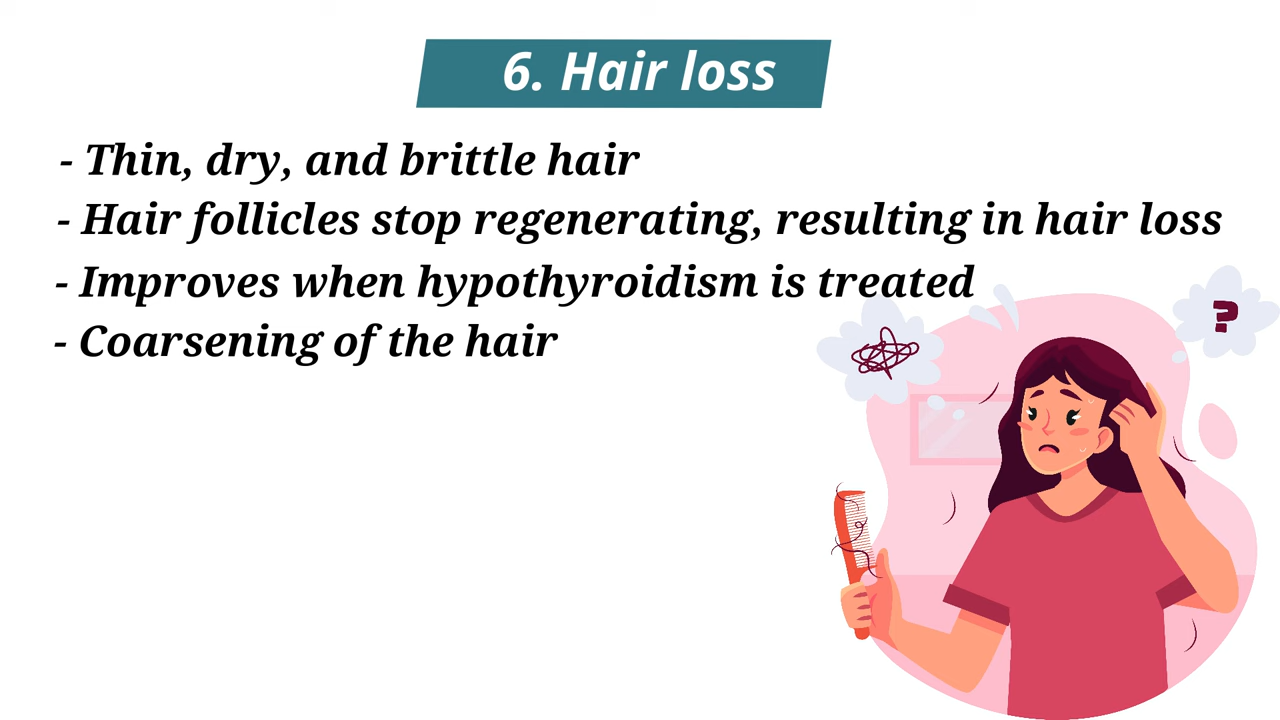 6. Hair loss
- Thin, dry, and brittle hair
- Hair follicles stop regenerating, resulting in hair loss
- Improves when hypothyroidism is treated
- Coarsening of the hair
?